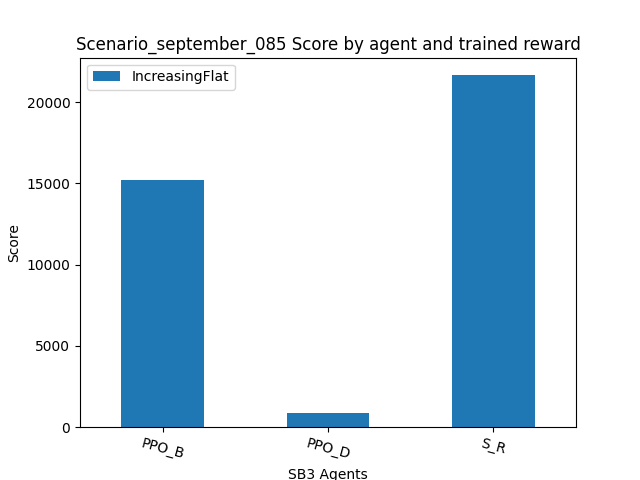 Scenario_september_085 Score by agent and trained reward
IncreasingFlat
20000
15000
10000
5000
0
Score
PPO_B
PPO_D
S_R
SB3 Agents